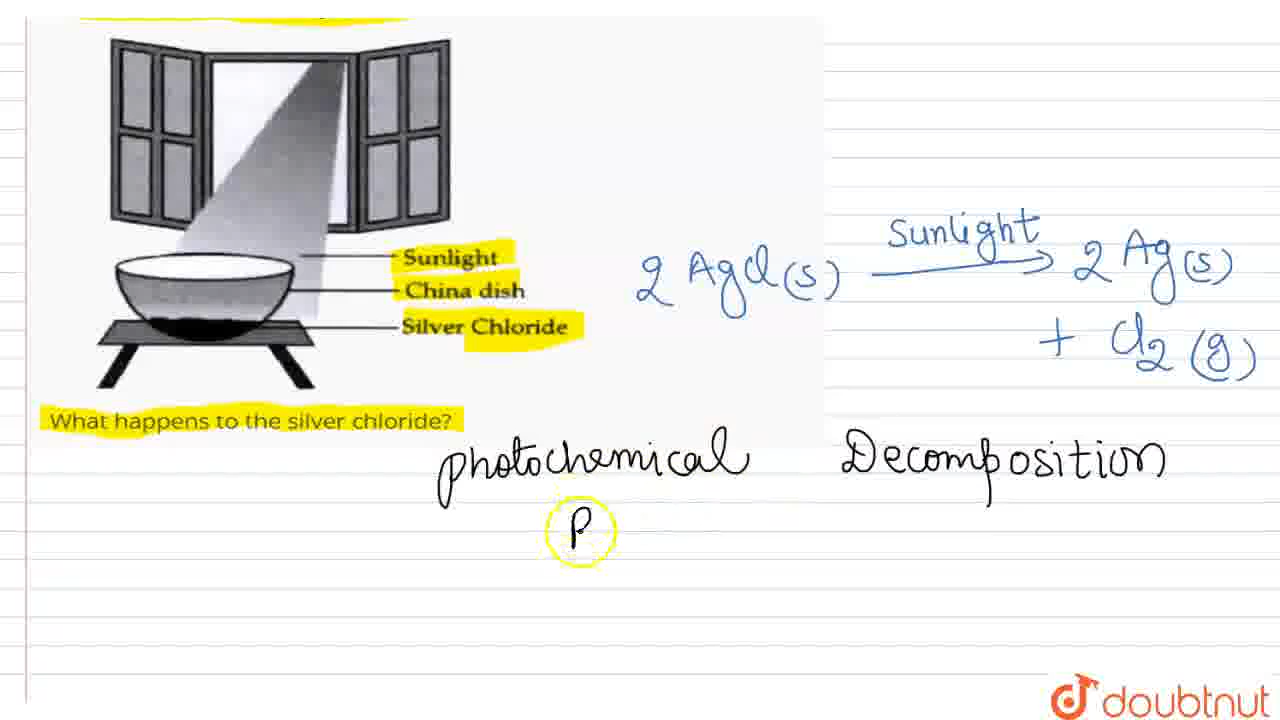 Sunlight
China dish
Silver Chloride
What happens to the silver chloride?
2 AgCl(s) Sunlight → 2 Ag(s)
+ Cl2 (g)
photochemical Decomposition
P
doubtnut